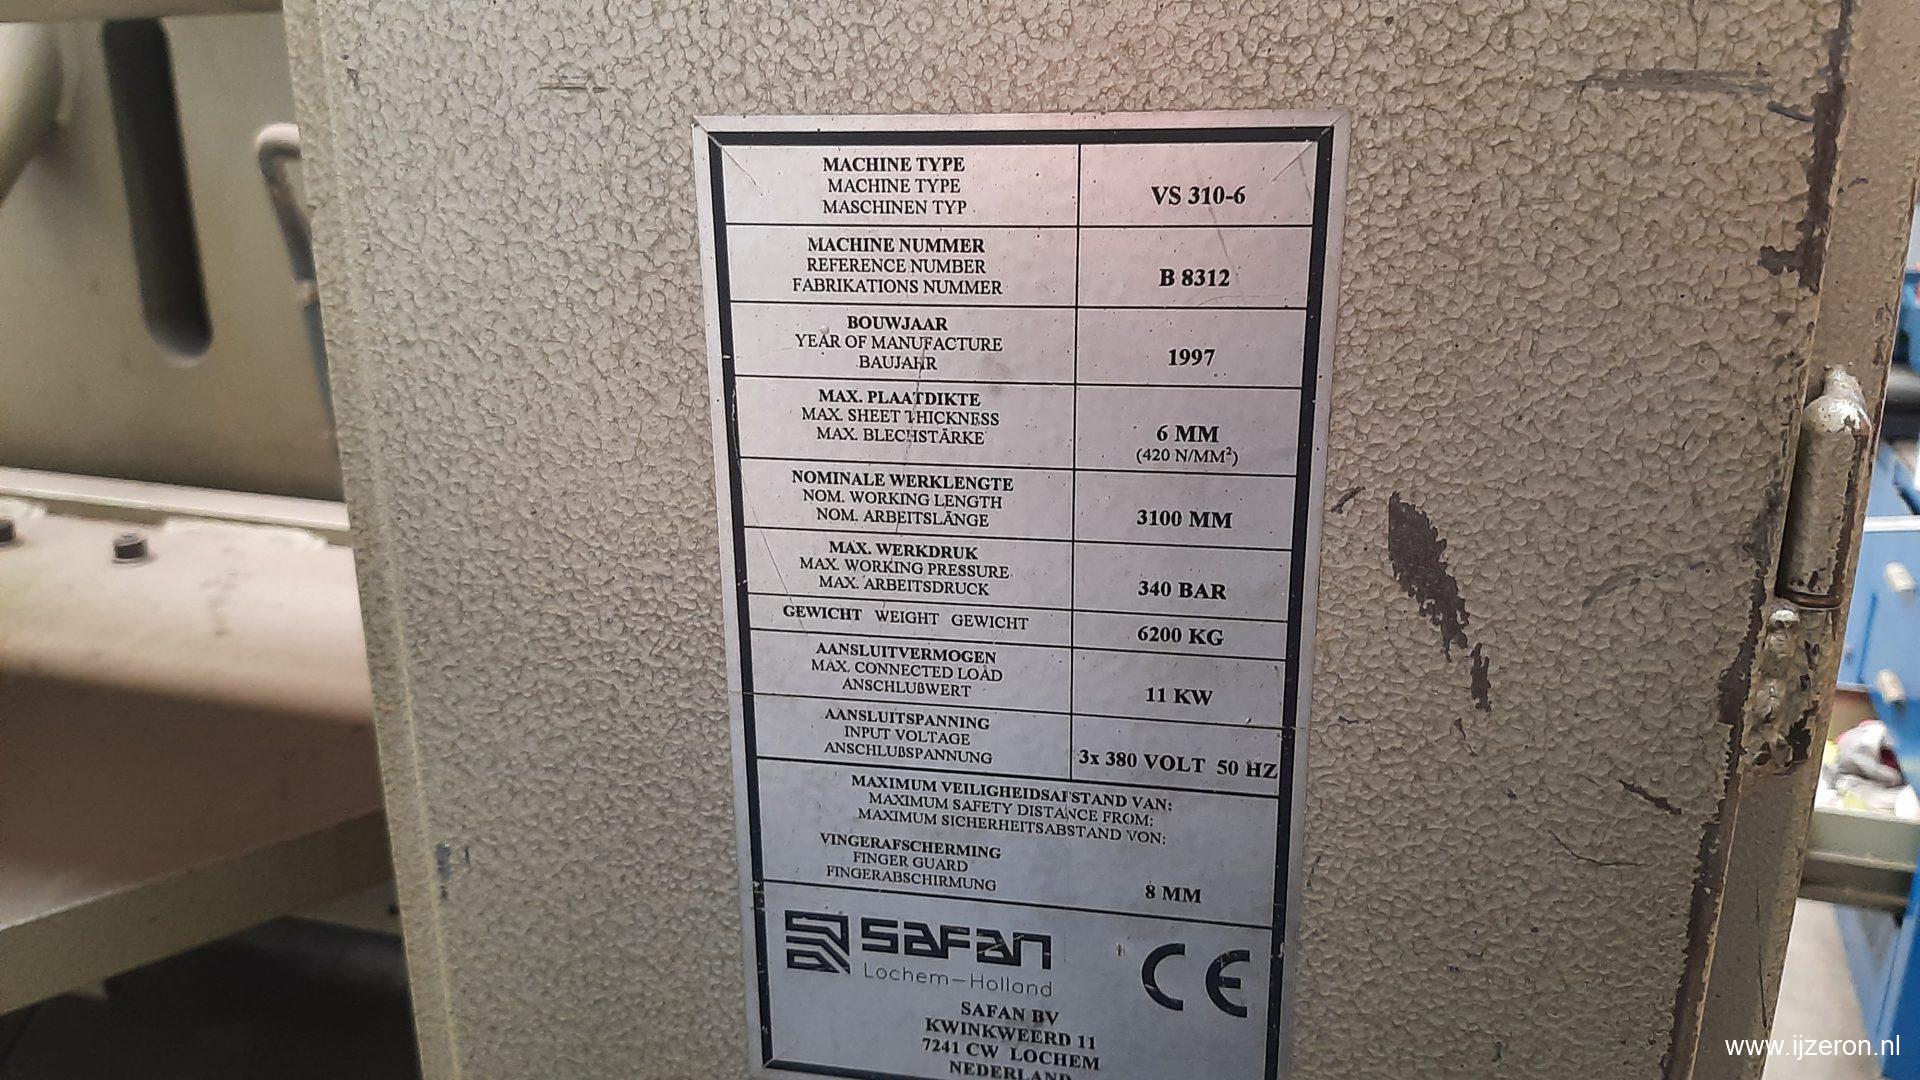 MACHINE TYPE
MACHINE TYPE
MASCHINEN TYP
VS 310-6
MACHINE NUMMER
REFERENCE NUMBER
FABRIKATIONS NUMMER
B 8312
BOUWJAAR
YEAR OF MANUFACTURE
BAUJAHR
1997
MAX. PLAATDIKTE
MAX. SHEET THICKNESS
MAX. BLECHSTÄRKE
6 MM
(420 N/MM²)
NOMINALE WERKLENGTE
NOM. WORKING LENGTH
NOM. ARBEITSLÄNGE
3100 MM
MAX. WERKDRUK
MAX. WORKING PRESSURE
MAX. ARBEITSDRUCK
340 BAR
GEWICHT WEIGHT GEWICHT
6200 KG
AANSLUITVERMOGEN
MAX. CONNECTED LOAD
ANSCHLUßWERT
11 KW
AANSLUITSPANNING
INPUT VOLTAGE
ANSCHLUßSPANNUNG
3x 380 VOLT 50 HZ
MAXIMUM VEILIGHEIDSAFSTAND VAN:
MAXIMUM SAFETY DISTANCE FROM:
MAXIMUM SICHERHEITSABSTAND VON:
VINGERAFSCHERMING
FINGER GUARD
FINGERABSCHIRMUNG
8 MM
SAFAN
Lochem-Holland
CE
SAFAN BV
KWINKWEERD 11
7241 CW LOCHEM
NEDERLAND
www.ijzeron.nl